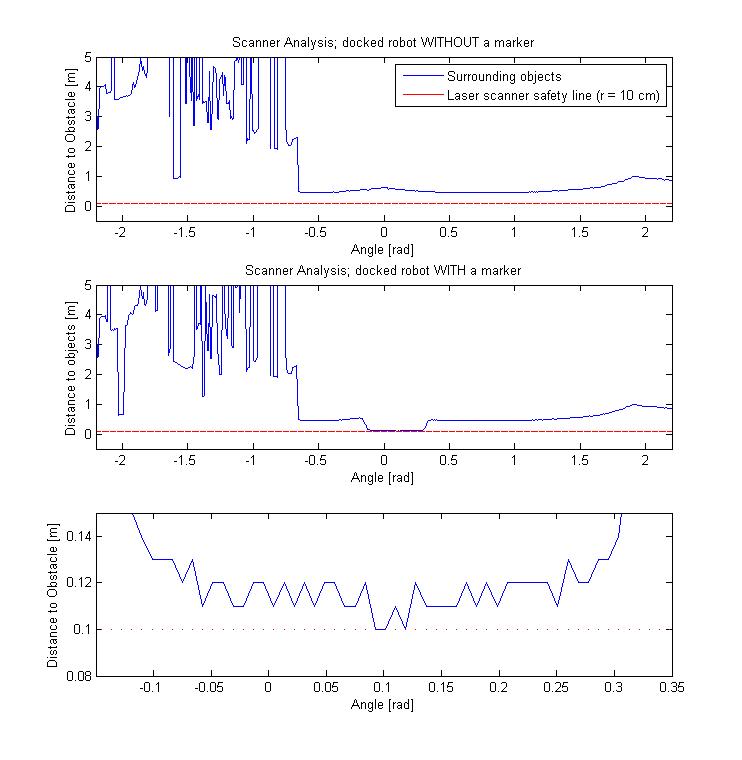 Scanner Analysis; docked robot WITHOUT a marker
5
4
3
2
1
0
Distance to Obstacle [m]
Surrounding objects
Laser scanner safety line (r = 10 cm)
-2 -1.5 -1 -0.5 0 0.5 1 1.5 2
Angle [rad]
Scanner Analysis; docked robot WITH a marker
5
4
3
2
1
0
Distance to objects [m]
-2 -1.5 -1 -0.5 0 0.5 1 1.5 2
Angle [rad]
0.14
0.12
0.1
0.08
Distance to Obstacle [m]
-0.1 -0.05 0 0.05 0.1 0.15 0.2 0.25 0.3 0.35
Angle [rad]